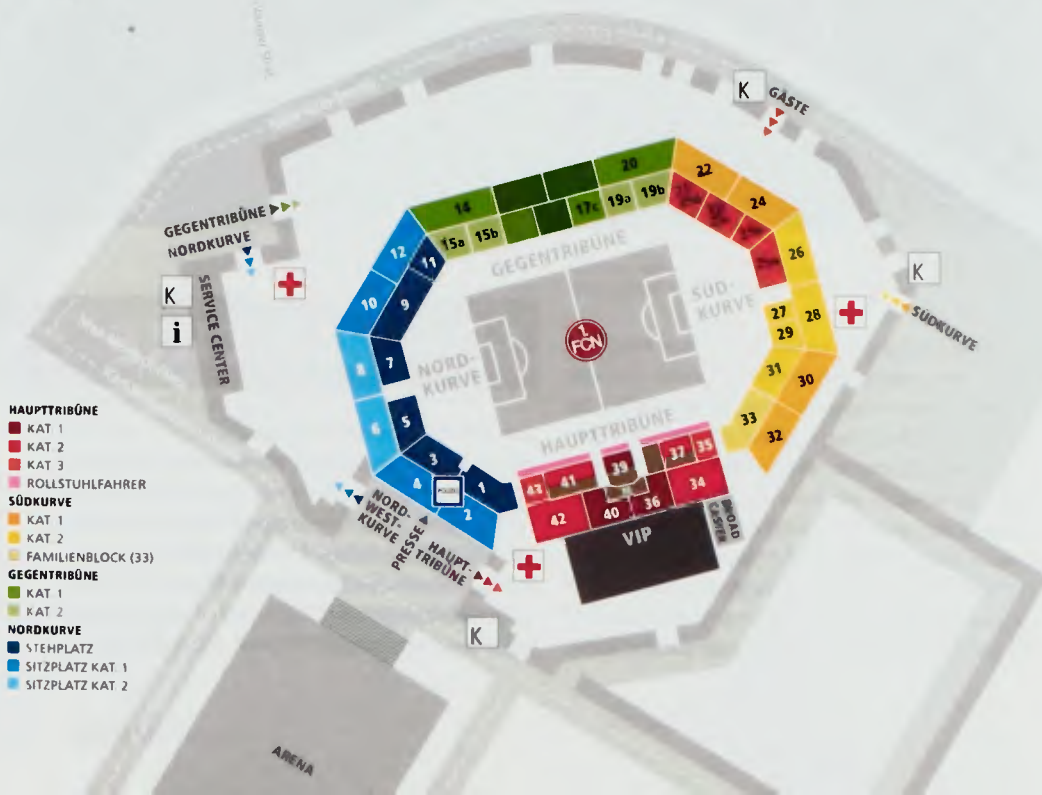 K
GÄSTE
20
22
14
19a
19b
24
17c
GEGENTRIBÜNE
NORDKURVE
15a
15b
12
11
26
GEGENTRIBÜNE
K
K
SERVICE CENTER
10
9
SÜD-
KURVE
27
28
SÜDKURVE
i
29
1.
FCN
8
7
NORD-
KURVE
31
30
6
5
33
32
HAUPTTRIBÜNE
3
4
1
2
43
41
39
37
35
42
40
36
34
VIP
BROAD
CASTER
NORD-
WEST-
KURVE
PRESSE
HAUPT-
TRIBÜNE
K
ARENA
HAUPTTRIBÜNE
KAT. 1
KAT. 2
KAT. 3
ROLLSTUHLFAHRER
SÜDKURVE
KAT. 1
KAT. 2
FAMILIENBLOCK (33)
GEGENTRIBÜNE
KAT. 1
KAT. 2
NORDKURVE
STEHPLATZ
SITZPLATZ KAT. 1
SITZPLATZ KAT. 2